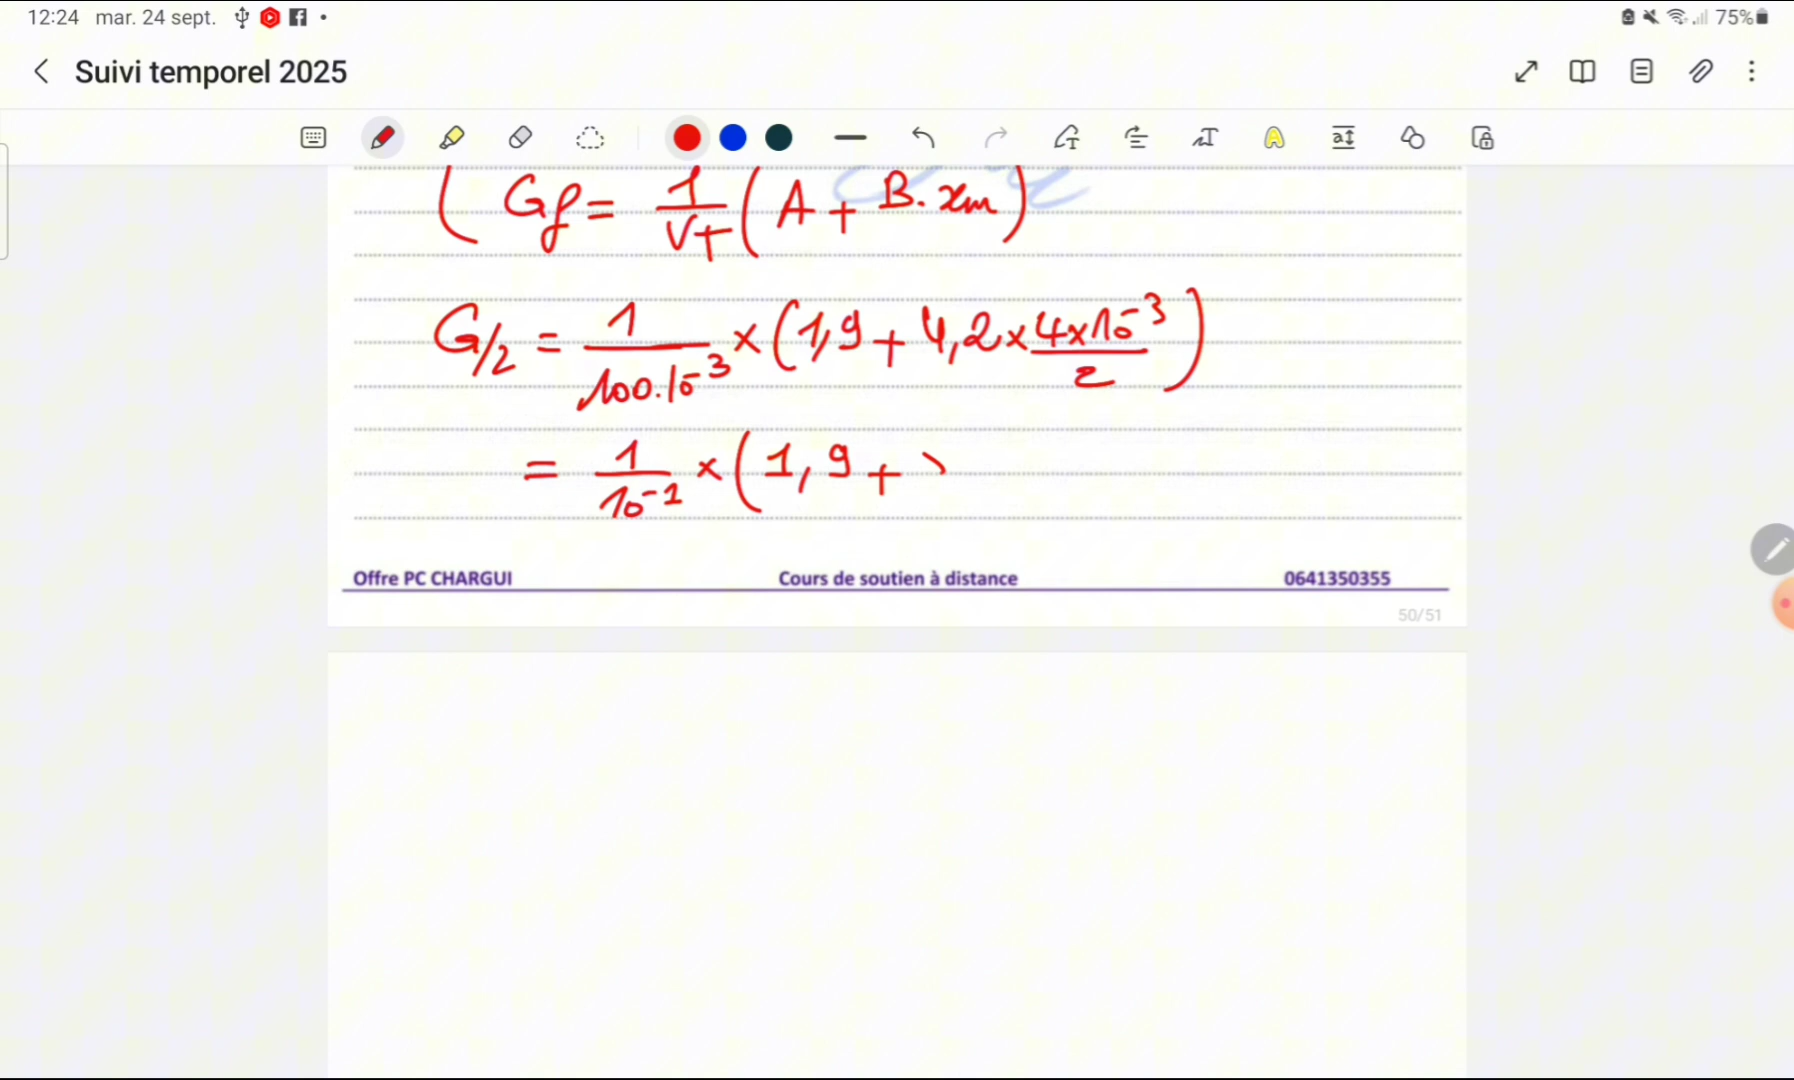 12:24 mar. 24 sept. 75%
Suivi temporel 2025
( Gf = 1/VT ( A + B. xm )
G1/2 = 1/100.10⁻³ × (1,9 + 4,2 × 4×10⁻³/2 )
= 1/10⁻¹ × ( 1,9 +
Offre PC CHARGUI Cours de soutien à distance 0641350355
50/51